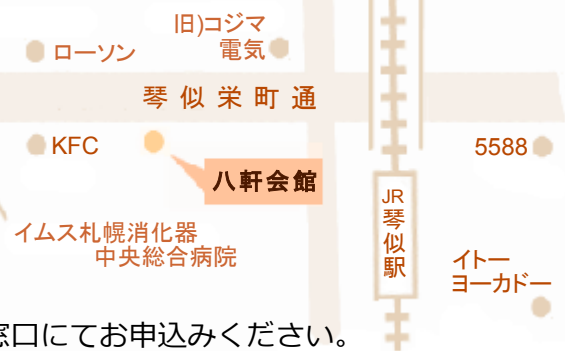 旧)コジマ
電気
ローソン
琴似栄町通
KFC
5588
八軒会館
JR
琴似駅
イムス札幌消化器
中央総合病院
イトー
ヨーカドー
窓口にてお申込みください。